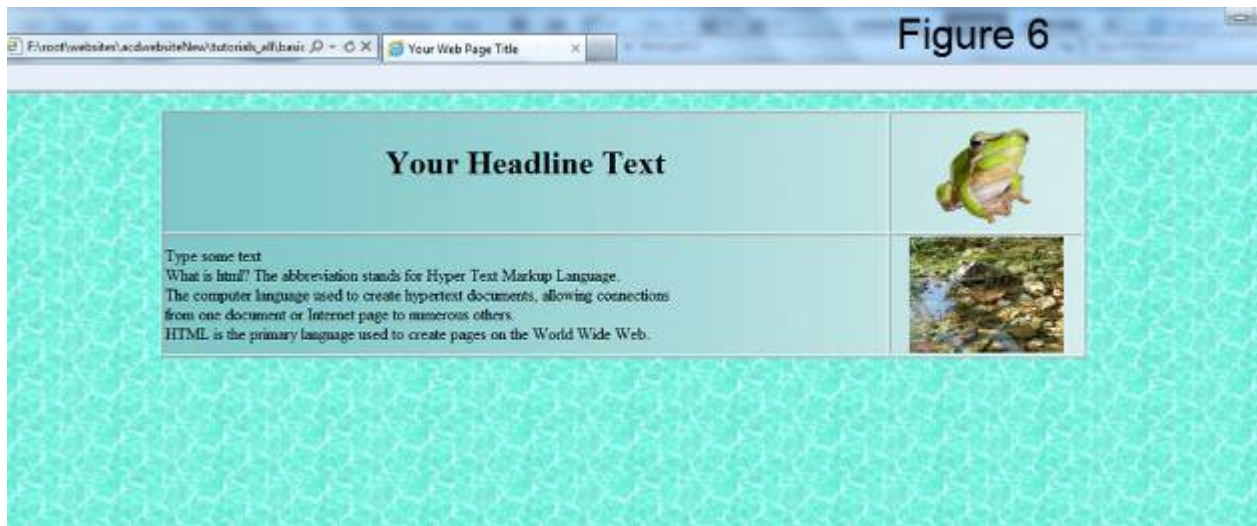 Figure 6
F:\root\websites\acdwebsiteNew\tutorials_all\basic
Your Web Page Title
Your Headline Text
Type some text
What is html? The abbreviation stands for Hyper Text Markup Language.
The computer language used to create hypertext documents, allowing connections
from one document or Internet page to numerous others.
HTML is the primary language used to create pages on the World Wide Web.